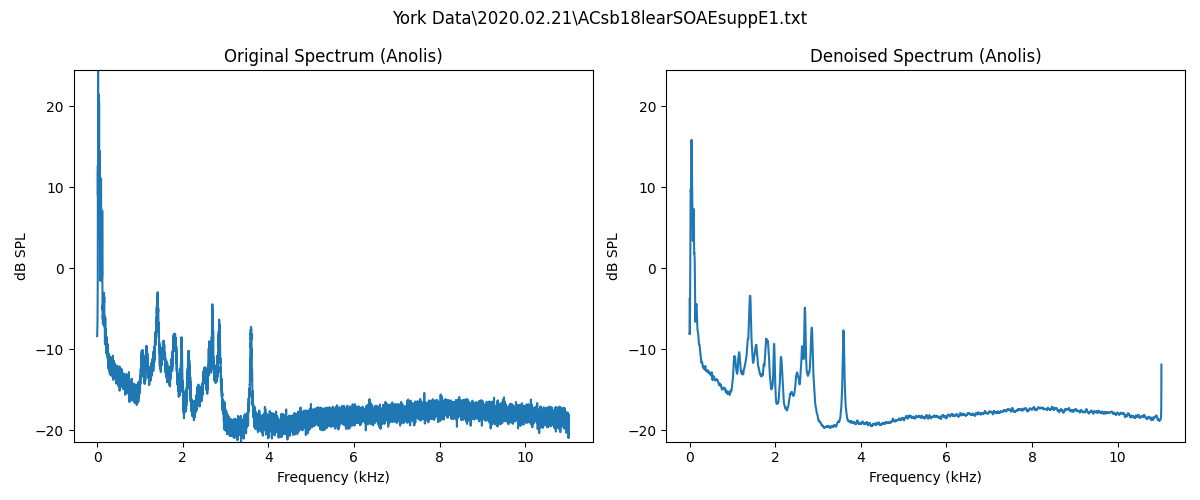 York Data\2020.02.21\ACsb18learSOAEsuppE1.txt
Original Spectrum (Anolis)
20
10
0
−10
−20
dB SPL
0 2 4 6 8 10
Frequency (kHz)
Denoised Spectrum (Anolis)
20
10
0
−10
−20
dB SPL
0 2 4 6 8 10
Frequency (kHz)